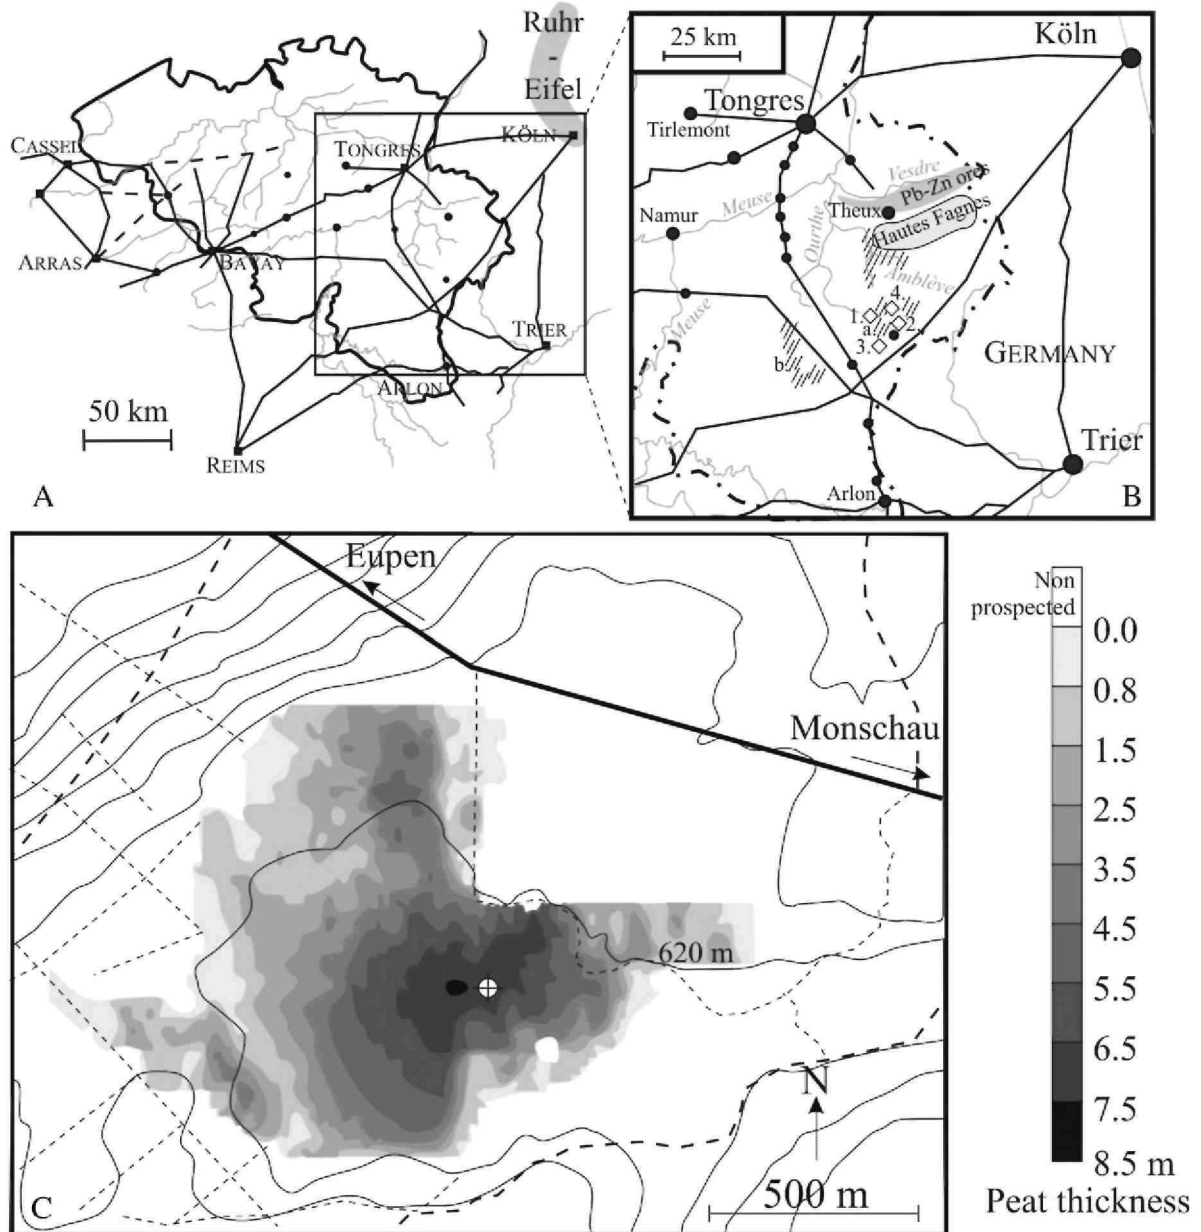 Ruhr
-
Eifel
CASSEL
TONGRES
KÖLN
ARRAS
BAVAY
TRIER
ARLON
50 km
REIMS
A
25 km
Köln
Tongres
Tirlemont
Vesdre
Pb-Zn ores
Meuse
Theux
Namur
Hautes Fagnes
Ourthe
Amblève
4.
1.
2.
a.
3.
Meuse
b.
GERMANY
Trier
Arlon
B
Eupen
Monschau
620 m
N
500 m
C
Non
prospected
0.0
0.8
1.5
2.5
3.5
4.5
5.5
6.5
7.5
8.5 m
Peat thickness